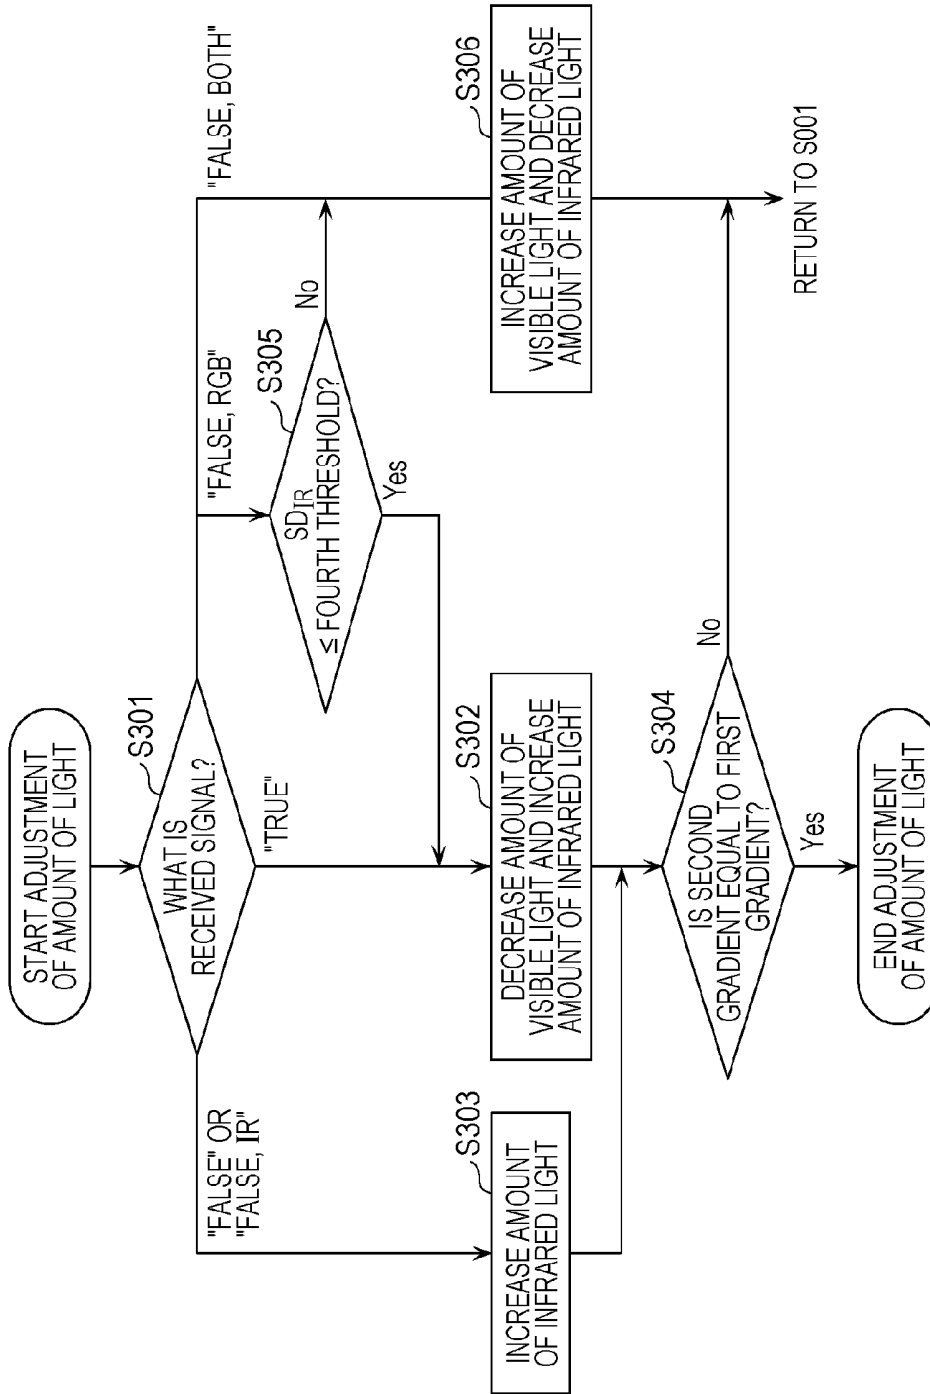 START ADJUSTMENT
OF AMOUNT OF LIGHT
S301
WHAT IS
RECEIVED SIGNAL?
"FALSE" OR
"FALSE, IR"
"TRUE"
"FALSE, RGB"
"FALSE, BOTH"
S305
SDIR
≤ FOURTH THRESHOLD?
No
Yes
S303
INCREASE AMOUNT
OF INFRARED LIGHT
S302
DECREASE AMOUNT OF
VISIBLE LIGHT AND INCREASE
AMOUNT OF INFRARED LIGHT
S306
INCREASE AMOUNT OF
VISIBLE LIGHT AND DECREASE
AMOUNT OF INFRARED LIGHT
S304
IS SECOND
GRADIENT EQUAL TO FIRST
GRADIENT?
No
Yes
RETURN TO S001
END ADJUSTMENT
OF AMOUNT OF LIGHT